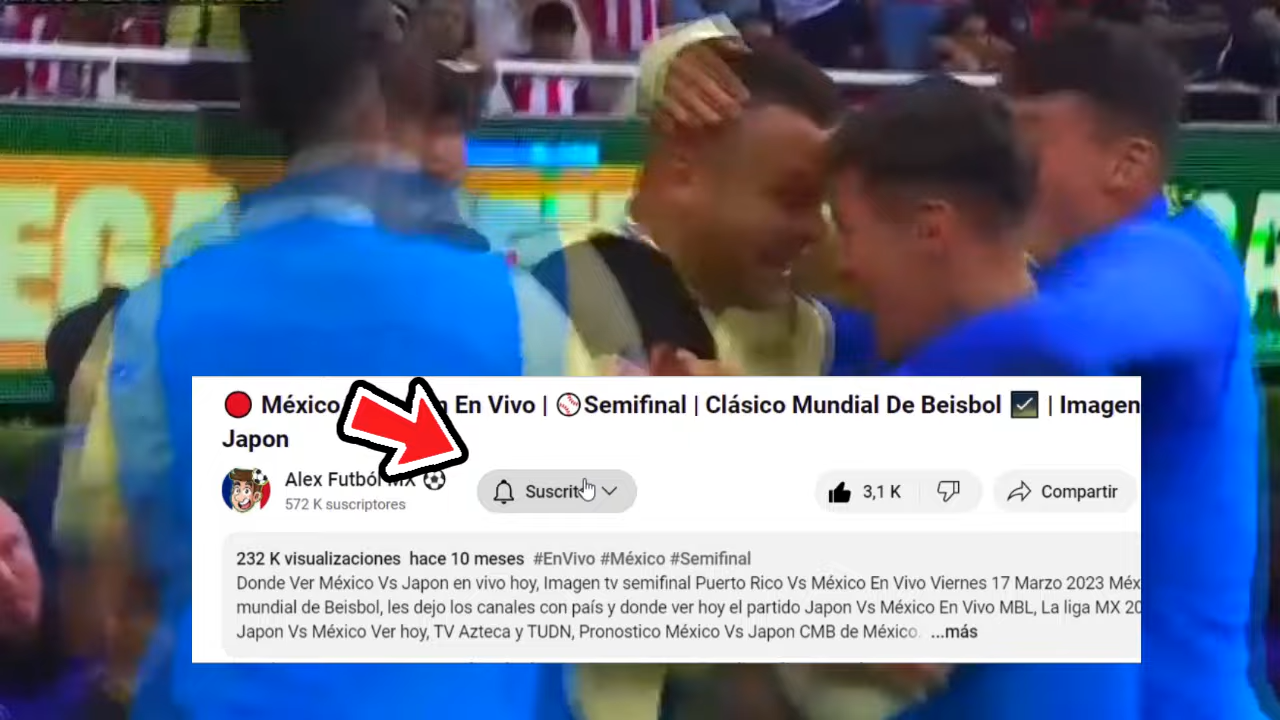 México n En Vivo | Semifinal | Clásico Mundial De Beisbol | Imagen
Japon
Alex Futból MX
572 K suscriptores
3,1 K
Compartir
232 K visualizaciones hace 10 meses #EnVivo #México #Semifinal
Donde Ver México Vs Japon en vivo hoy, Imagen tv semifinal Puerto Rico Vs México En Vivo Viernes 17 Marzo 2023 Méx
mundial de Beisbol, les dejo los canales con país y donde ver hoy el partido Japon Vs México En Vivo MBL, La liga MX 20
Japon Vs México Ver hoy, TV Azteca y TUDN, Pronostico México Vs Japon CMB de México. ...más